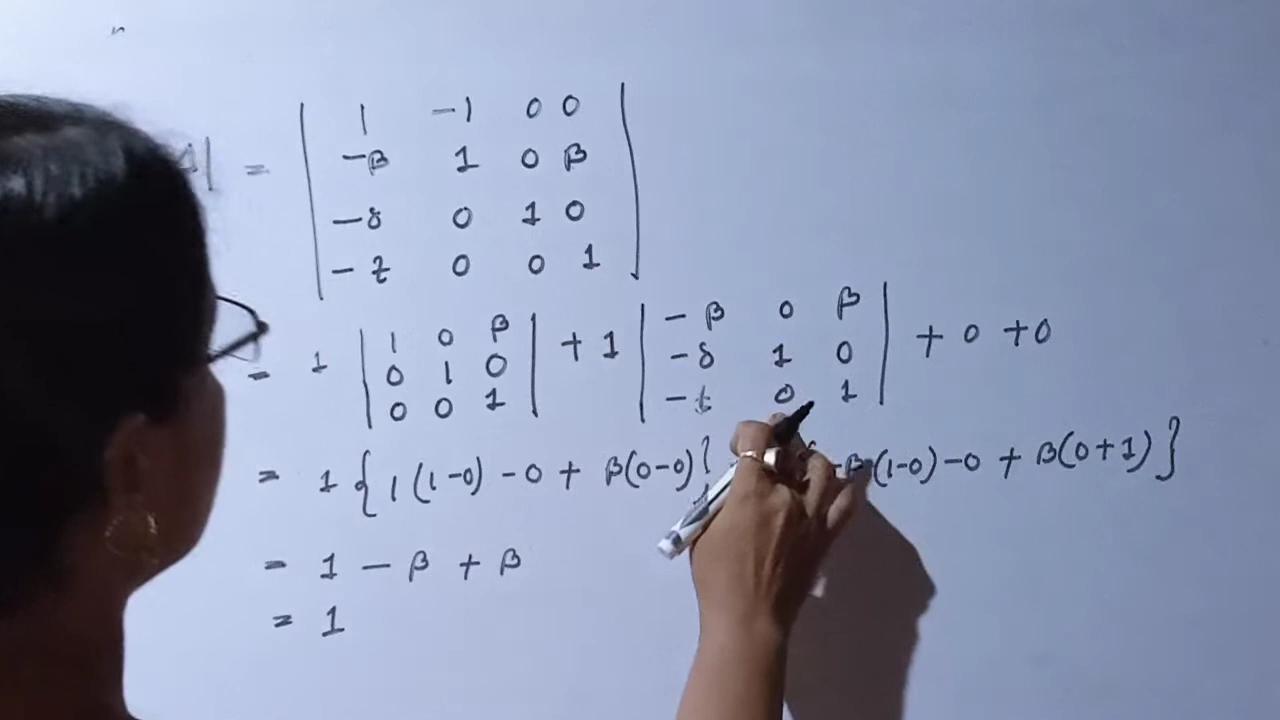 A| = | 1 -1 0 0 |
| -β 1 0 β |
| -δ 0 1 0 |
| -z 0 0 1 |
= 1 | 1 0 β | + 1 | -β 0 β | + 0 + 0
| 0 1 0 | | -δ 1 0 |
| 0 0 1 | | -t 0 1 |
= 1 { 1 (1-0) - 0 + β(0-0) } -β (1-0) - 0 + β(0+1) }
= 1 - β + β
= 1